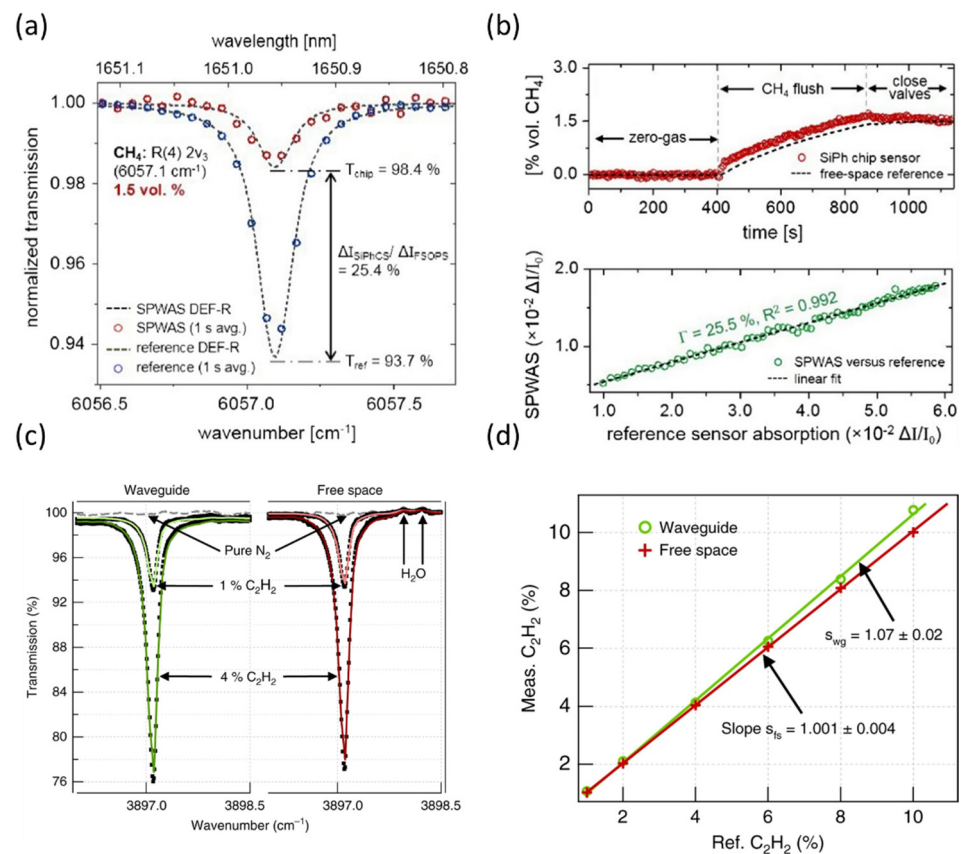 (a)
wavelength [nm]
1651.1 1651.0 1650.9 1650.8
1.00
0.98
0.96
0.94
normalized transmission
CH₄: R(4) 2ν₃
(6057.1 cm⁻¹)
1.5 vol. %
T_chip = 98.4 %
ΔI_SiPhCS/ ΔI_FSOPS
= 25.4 %
T_ref = 93.7 %
SPWAS DEF-R
SPWAS (1 s avg.)
reference DEF-R
reference (1 s avg.)
6056.5 6057.0 6057.5
wavenumber [cm⁻¹]
(b)
[% vol. CH₄]
3.0
1.5
0.0
zero-gas
CH₄ flush
close
valves
SiPh chip sensor
free-space reference
0 200 400 600 800 1000
time [s]
SPWAS (×10⁻² ΔI/I₀)
2.0
1.0
Γ = 25.5 %, R² = 0.992
SPWAS versus reference
linear fit
1.0 2.0 3.0 4.0 5.0 6.0
reference sensor absorption (×10⁻² ΔI/I₀)
(c)
Waveguide
Free space
Transmission (%)
100
96
92
88
84
80
76
Pure N₂
H₂O
1 % C₂H₂
4 % C₂H₂
3897.0 3898.5 3897.0 3898.5
Wavenumber (cm⁻¹)
(d)
Meas. C₂H₂ (%)
10
8
6
4
2
Waveguide
Free space
s_wg = 1.07 ± 0.02
Slope s_fs = 1.001 ± 0.004
2 4 6 8 10
Ref. C₂H₂ (%)